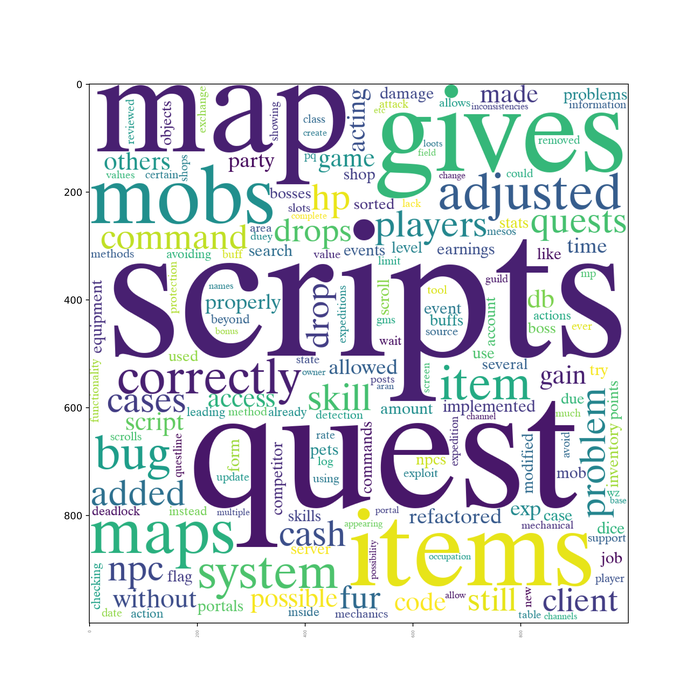 0
200
400
600
800
0
200
400
600
800
map
gives
scripts
quest
items
mobs
maps
adjusted
correctly
command
players
quests
drops
hp
others
party
game
shop
acting
damage
attack
etc
allows
made
inconsistencies
problems
information
reviewed
objects
exchange
showing
class
create
pq
values
certain
shops
loots
field
removed
change
could
bosses
slots
sorted
lack
complete
stats
mesos
area
duey
methods
avoiding
buff
search
value
events
level
limit
earnings
like
time
equipment
protection
names
properly
beyond
bonus
drop
expeditions
scroll
gms
wait
tool
event
buffs
source
account
guild
db
mp
actions
boss
ever
used
state
owner
allowed
posts
aran
screen
use
several
item
gain
try
functionality
cases
access
script
leading
method
already
skill
detection
amount
implemented
channel
due
much
problem
points
inventory
bug
scrolls
questline
form
update
competitor
rate
pets
log
using
commands
npcs
exploit
expedition
modified
avoid
mob
wz
base
added
deadlock
instead
multiple
skills
portal
appearing
refactored
exp
case
mechanical
dice
support
cash
server
possibility
occupation
job
player
npc
flag
system
checking
without
portals
possible
inside
fur
mechanics
code
allow
still
new
client
date
action
table
channels